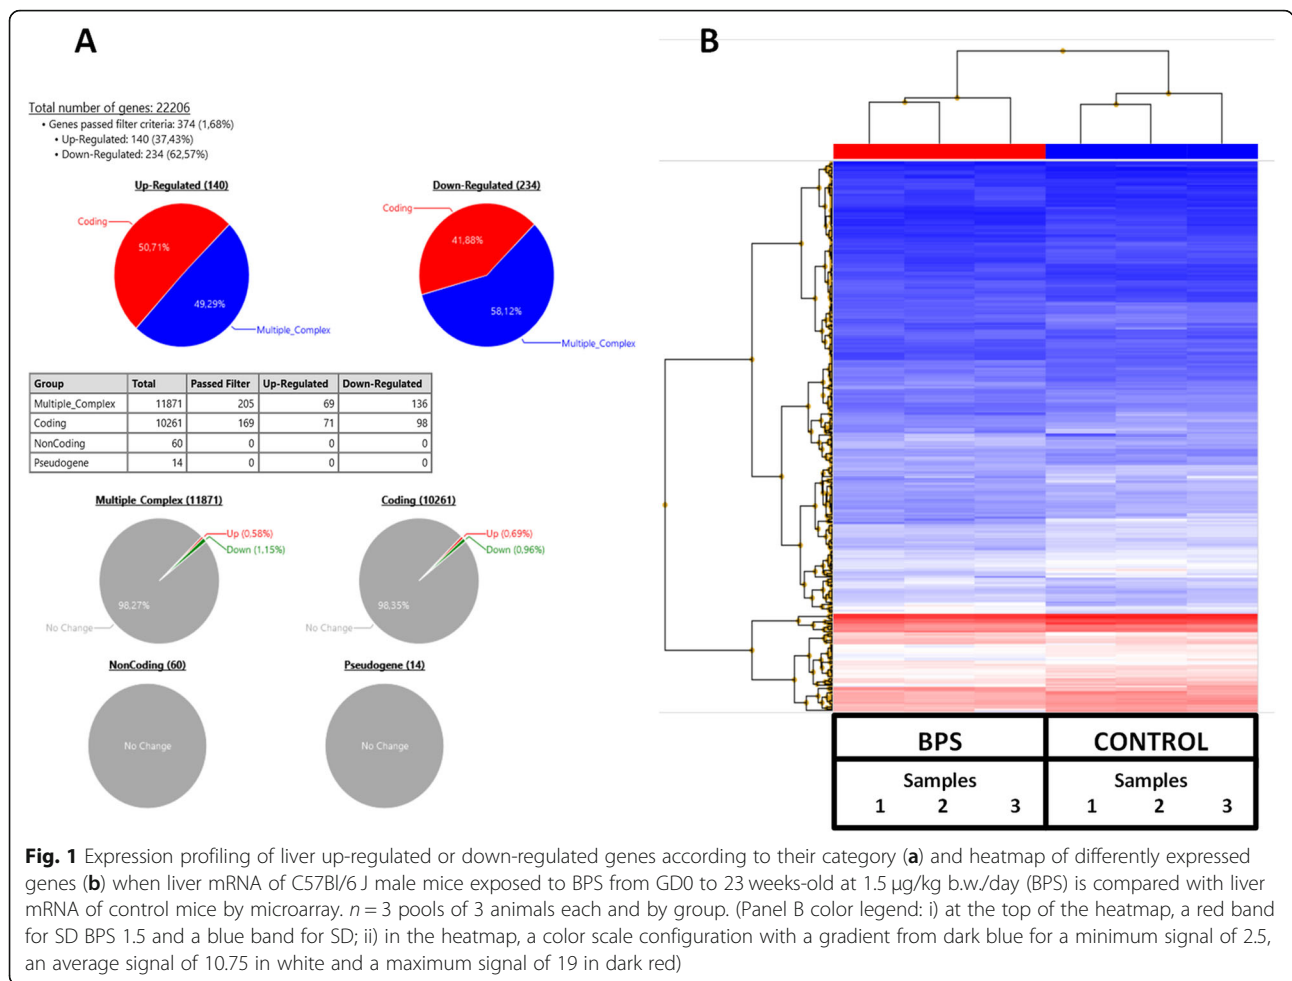 A
B
Total number of genes: 22206
• Genes passed filter criteria: 374 (1,68%)
• Up-Regulated: 140 (37,43%)
• Down-Regulated: 234 (62,57%)
Up-Regulated (140)
Coding
50,71%
49,29%
Multiple_Complex
Down-Regulated (234)
Coding
41,88%
58,12%
Multiple_Complex
Group Total Passed Filter Up-Regulated Down-Regulated
Multiple_Complex 11871 205 69 136
Coding 10261 169 71 98
NonCoding 60 0 0 0
Pseudogene 14 0 0 0
Multiple Complex (11871)
Up (0.58%)
Down (1,15%)
98,27%
No Change
Coding (10261)
Up (0.69%)
Down (0,96%)
98,35%
No Change
NonCoding (60)
No Change
Pseudogene (14)
No Change
BPS CONTROL
Samples Samples
1 2 3 1 2 3
Fig. 1 Expression profiling of liver up-regulated or down-regulated genes according to their category (a) and heatmap of differently expressed
genes (b) when liver mRNA of C57Bl/6 J male mice exposed to BPS from GD0 to 23 weeks-old at 1.5 μg/kg b.w./day (BPS) is compared with liver
mRNA of control mice by microarray. n = 3 pools of 3 animals each and by group. (Panel B color legend: i) at the top of the heatmap, a red band
for SD BPS 1.5 and a blue band for SD; ii) in the heatmap, a color scale configuration with a gradient from dark blue for a minimum signal of 2.5,
an average signal of 10.75 in white and a maximum signal of 19 in dark red)